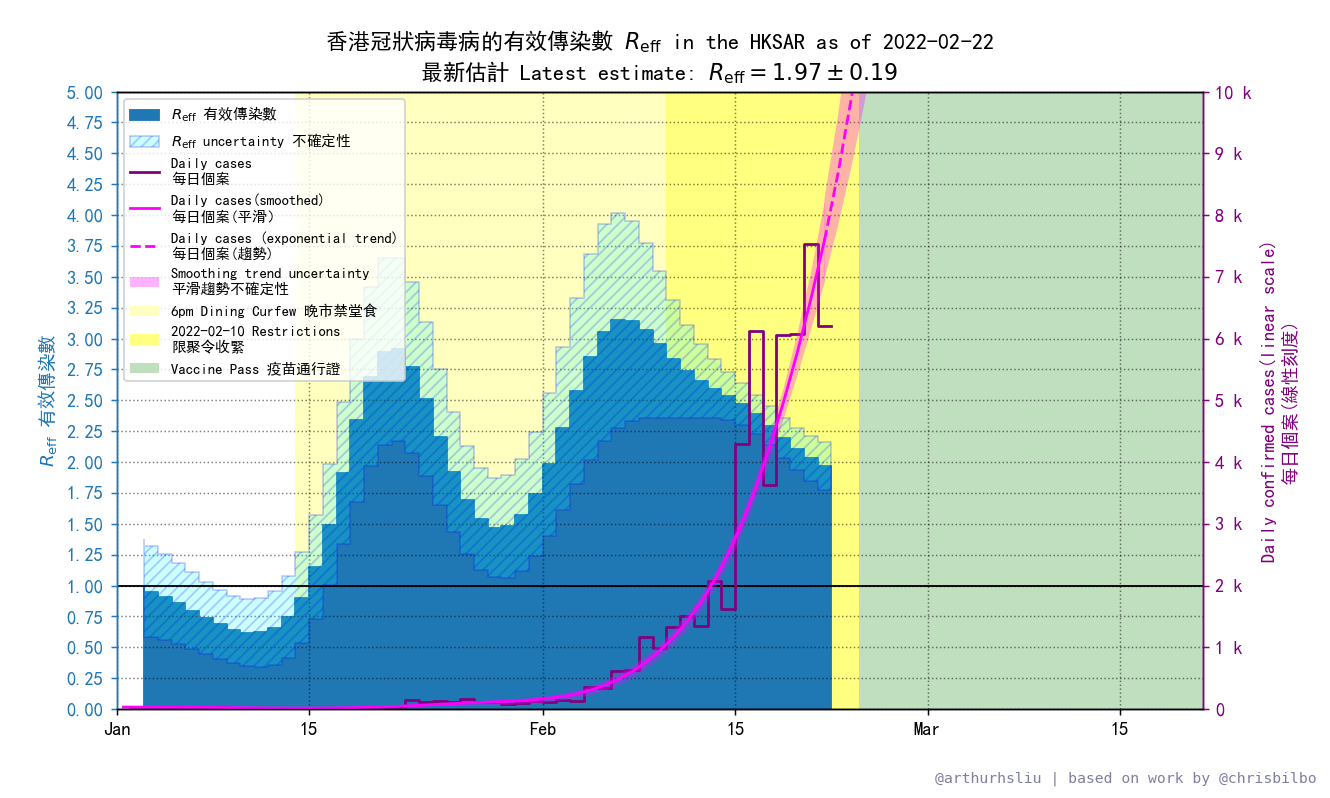 香港冠狀病毒病的有效傳染數 Reff in the HKSAR as of 2022-02-22
最新估計 Latest estimate: Reff = 1.97 ± 0.19
Reff 有效傳染數
Reff uncertainty 不確定性
Daily cases
每日個案
Daily cases(smoothed)
每日個案(平滑)
Daily cases (exponential trend)
每日個案(趨勢)
Smoothing trend uncertainty
平滑趨勢不確定性
6pm Dining Curfew 晚市禁堂食
2022-02-10 Restrictions
限聚令收緊
Vaccine Pass 疫苗通行證
5.00
4.75
4.50
4.25
4.00
3.75
3.50
3.25
3.00
2.75
2.50
2.25
2.00
1.75
1.50
1.25
1.00
0.75
0.50
0.25
0.00
Reff 有效傳染數
10 k
9 k
8 k
7 k
6 k
5 k
4 k
3 k
2 k
1 k
0
Daily confirmed cases(linear scale)
每日個案(線性刻度)
Jan
15
Feb
15
Mar
15
@arthurhsliu | based on work by @chrisbilbo